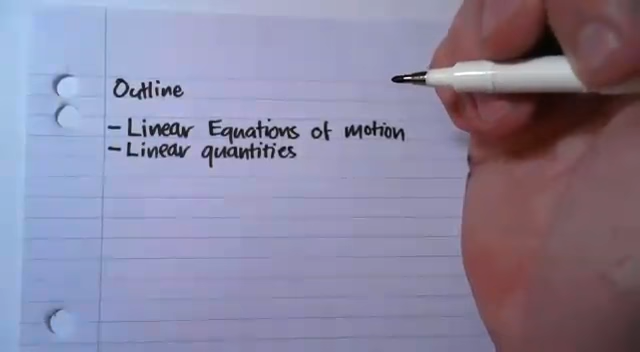 Outline
- Linear Equations of motion
- Linear quantities